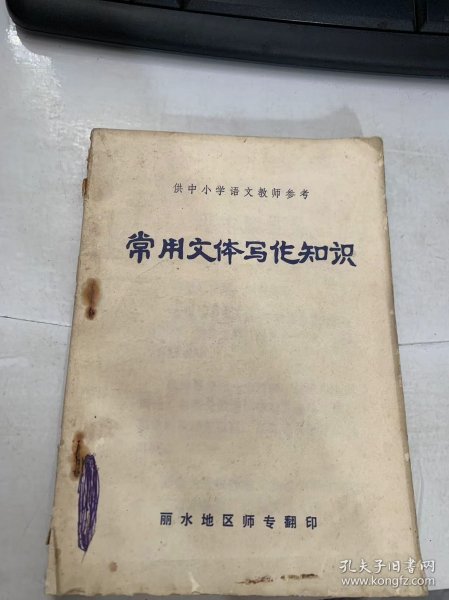 供中小学语文教师参考
常用文体写作知识
丽水地区师专翻印
孔夫子旧书网
www.kongfz.com